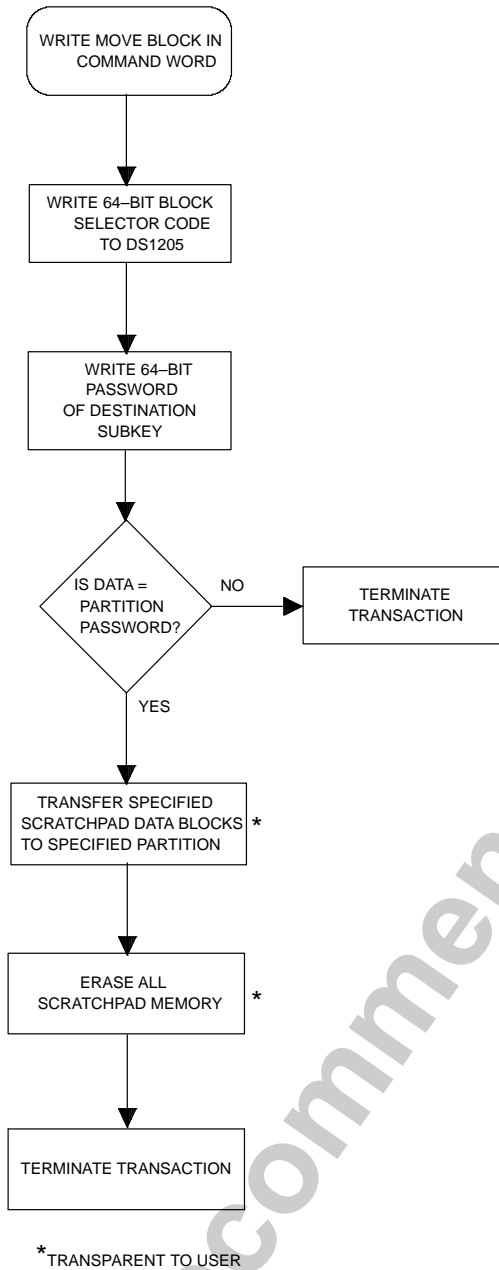 WRITE MOVE BLOCK IN
COMMAND WORD
WRITE 64–BIT BLOCK
SELECTOR CODE
TO DS1205
WRITE 64–BIT
PASSWORD
OF DESTINATION
SUBKEY
IS DATA =
PARTITION
PASSWORD?
NO
TERMINATE
TRANSACTION
YES
TRANSFER SPECIFIED
SCRATCHPAD DATA BLOCKS *
TO SPECIFIED PARTITION
ERASE ALL
SCRATCHPAD MEMORY *
TERMINATE TRANSACTION
*TRANSPARENT TO USER